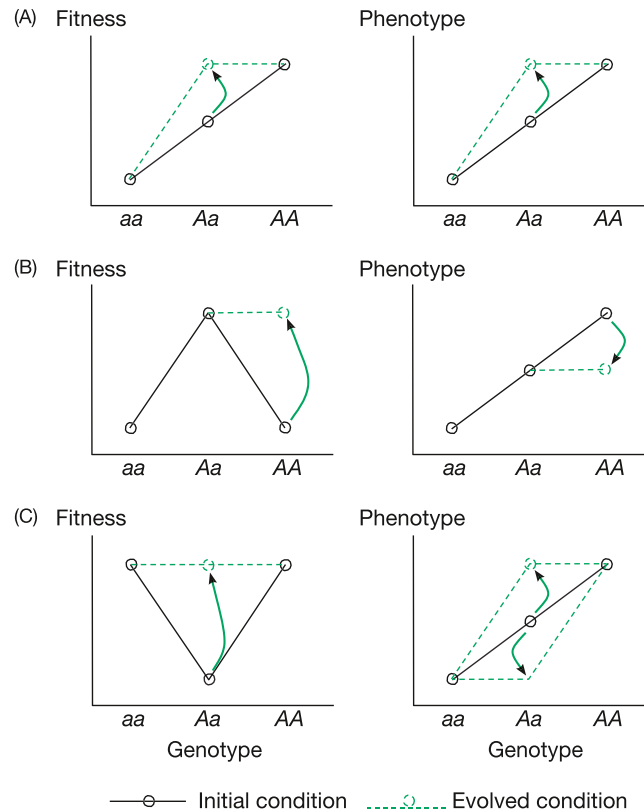 (A) Fitness Phenotype
aa Aa AA aa Aa AA
(B) Fitness Phenotype
aa Aa AA aa Aa AA
(C) Fitness Phenotype
aa Aa AA aa Aa AA
Genotype Genotype
Initial condition Evolved condition